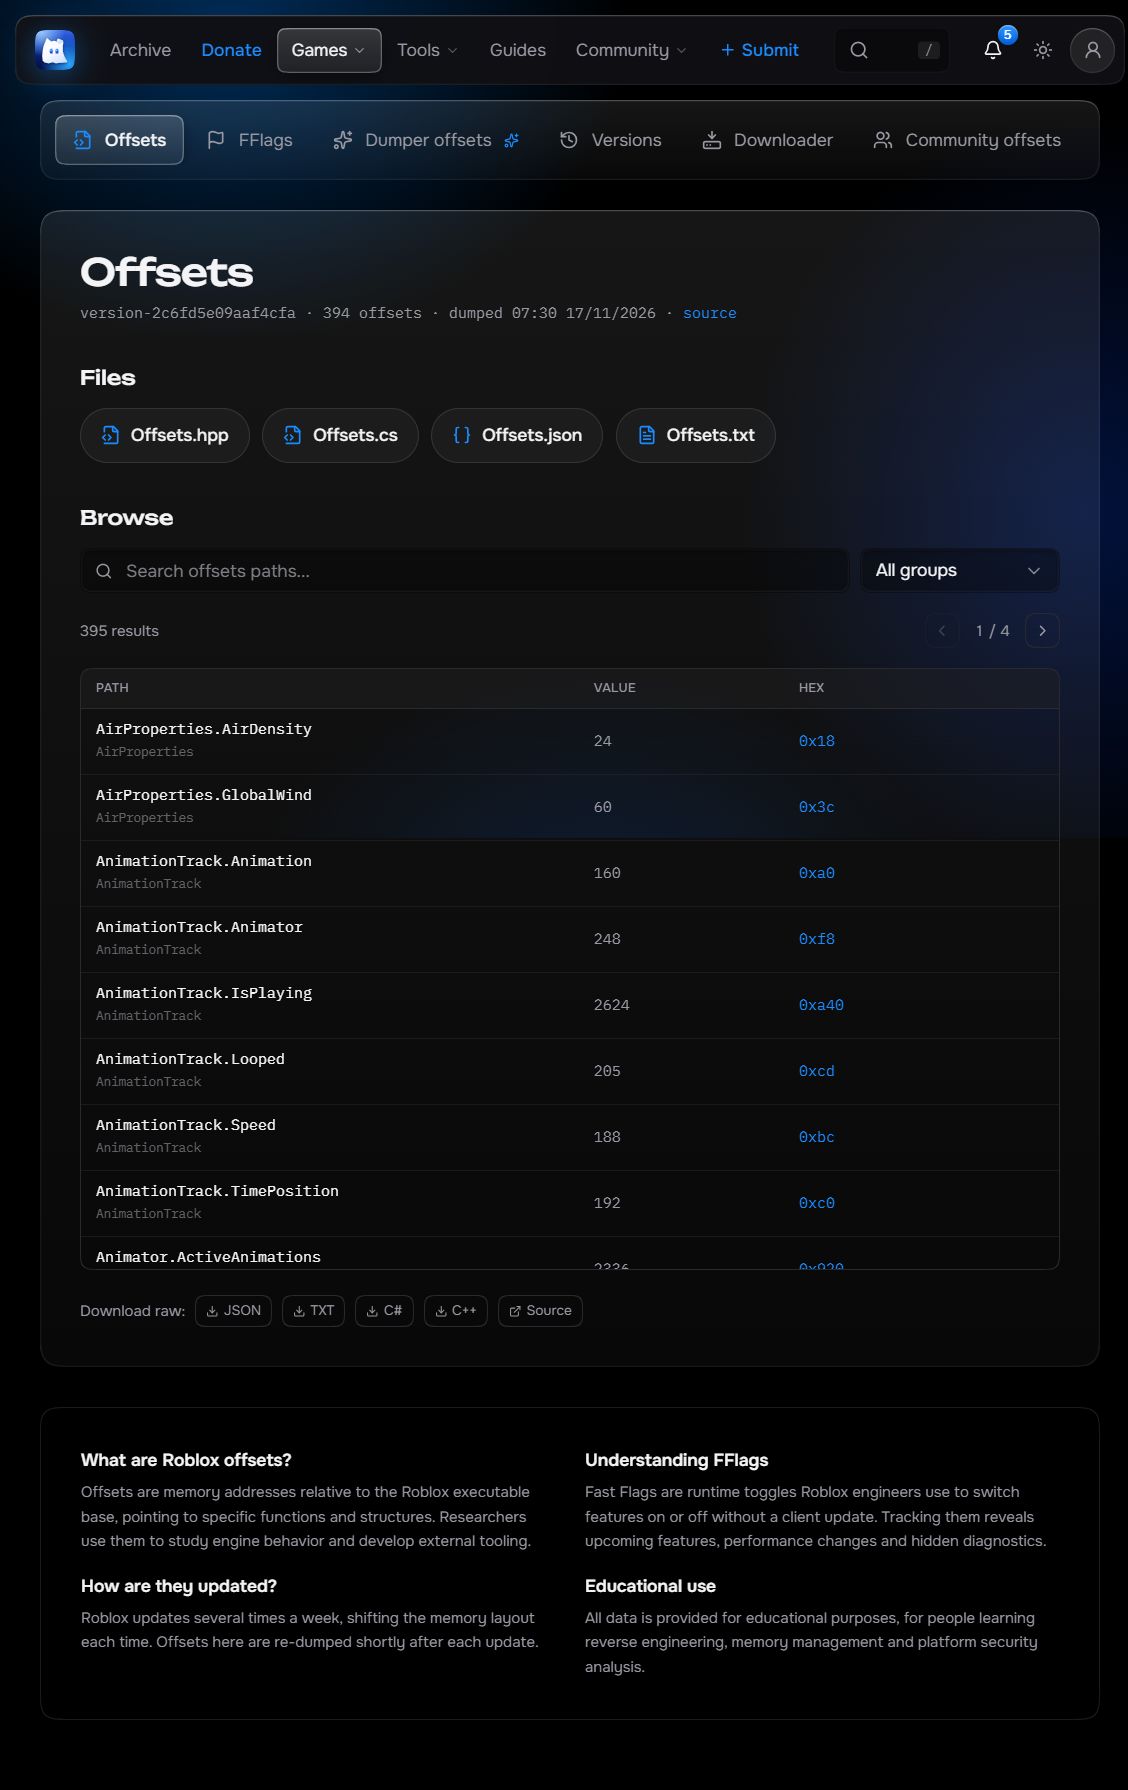 Archive Donate Games Tools Guides Community + Submit / 5
Offsets FFlags Dumper offsets Versions Downloader Community offsets
Offsets
version-2c6fd5e09aaf4cfa · 394 offsets · dumped 07:30 17/11/2026 · source
Files
Offsets.hpp Offsets.cs {} Offsets.json Offsets.txt
Browse
Search offsets paths... All groups
395 results 1 / 4
PATH VALUE HEX
AirProperties.AirDensity
AirProperties
24 0x18
AirProperties.GlobalWind
AirProperties
60 0x3c
AnimationTrack.Animation
AnimationTrack
160 0xa0
AnimationTrack.Animator
AnimationTrack
248 0xf8
AnimationTrack.IsPlaying
AnimationTrack
2624 0xa40
AnimationTrack.Looped
AnimationTrack
205 0xcd
AnimationTrack.Speed
AnimationTrack
188 0xbc
AnimationTrack.TimePosition
AnimationTrack
192 0xc0
Animator.ActiveAnimations
2336 0x920
Download raw: JSON TXT C# C++ Source
What are Roblox offsets?
Offsets are memory addresses relative to the Roblox executable
base, pointing to specific functions and structures. Researchers
use them to study engine behavior and develop external tooling.
Understanding FFlags
Fast Flags are runtime toggles Roblox engineers use to switch
features on or off without a client update. Tracking them reveals
upcoming features, performance changes and hidden diagnostics.
How are they updated?
Roblox updates several times a week, shifting the memory layout
each time. Offsets here are re-dumped shortly after each update.
Educational use
All data is provided for educational purposes, for people learning
reverse engineering, memory management and platform security
analysis.